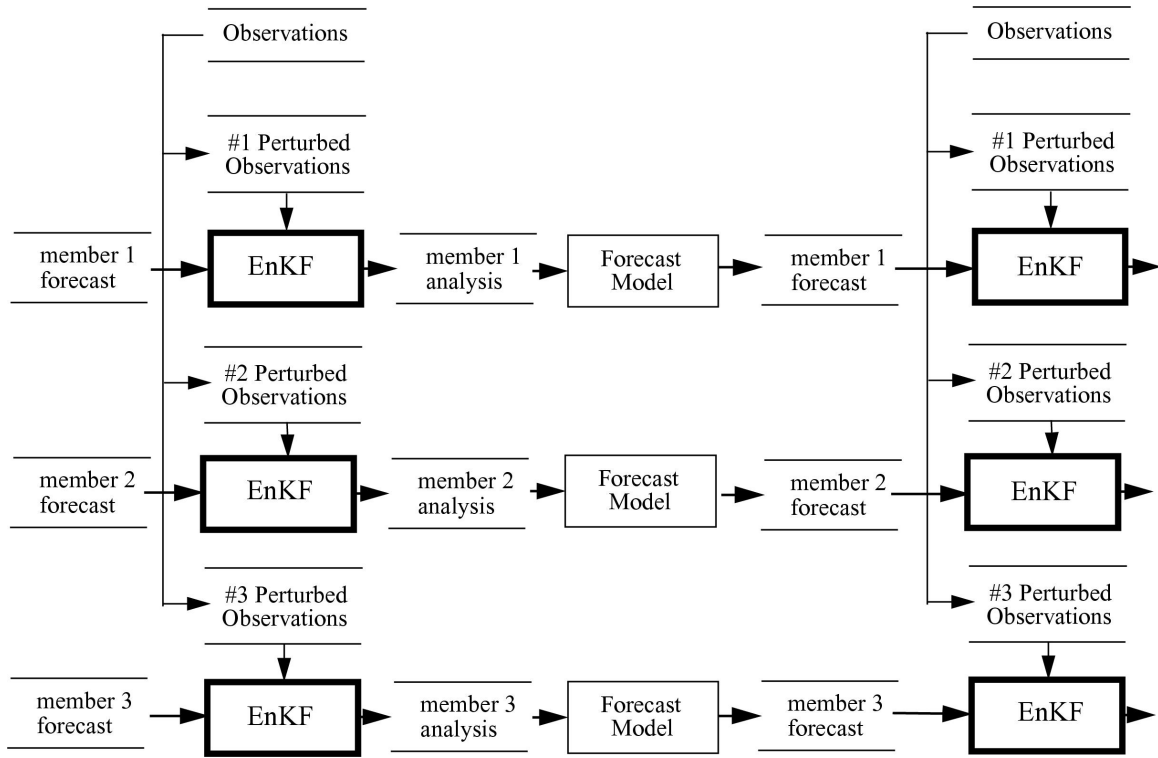 Observations
Observations
#1 Perturbed
Observations
#1 Perturbed
Observations
member 1
forecast
EnKF
member 1
analysis
Forecast
Model
member 1
forecast
EnKF
#2 Perturbed
Observations
#2 Perturbed
Observations
member 2
forecast
EnKF
member 2
analysis
Forecast
Model
member 2
forecast
EnKF
#3 Perturbed
Observations
#3 Perturbed
Observations
member 3
forecast
EnKF
member 3
analysis
Forecast
Model
member 3
forecast
EnKF